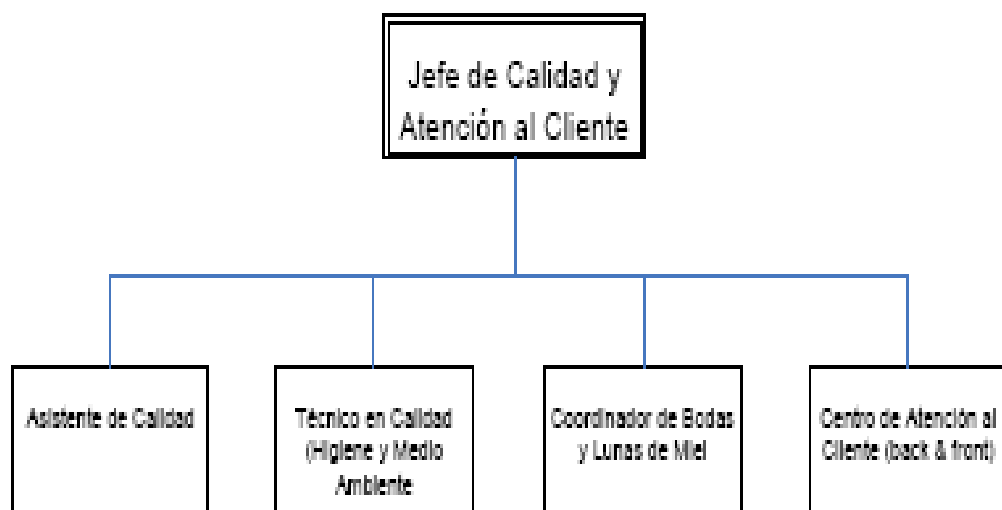 Jefe de Calidad y
Atención al Cliente
Asistente de Calidad
Técnico en Calidad
(Higiene y Medio
Ambiente
Coordinador de Bodas
y Lunas de Miel
Centro de Atención al
Cliente (back & front)